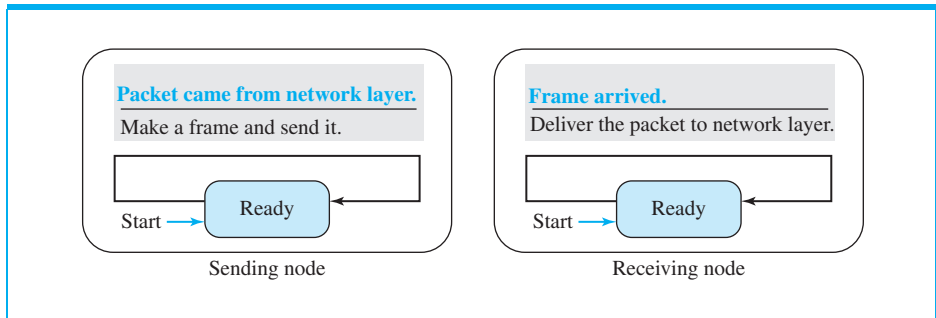 Packet came from network layer.
Make a frame and send it.
Start
Ready
Sending node
Frame arrived.
Deliver the packet to network layer.
Start
Ready
Receiving node